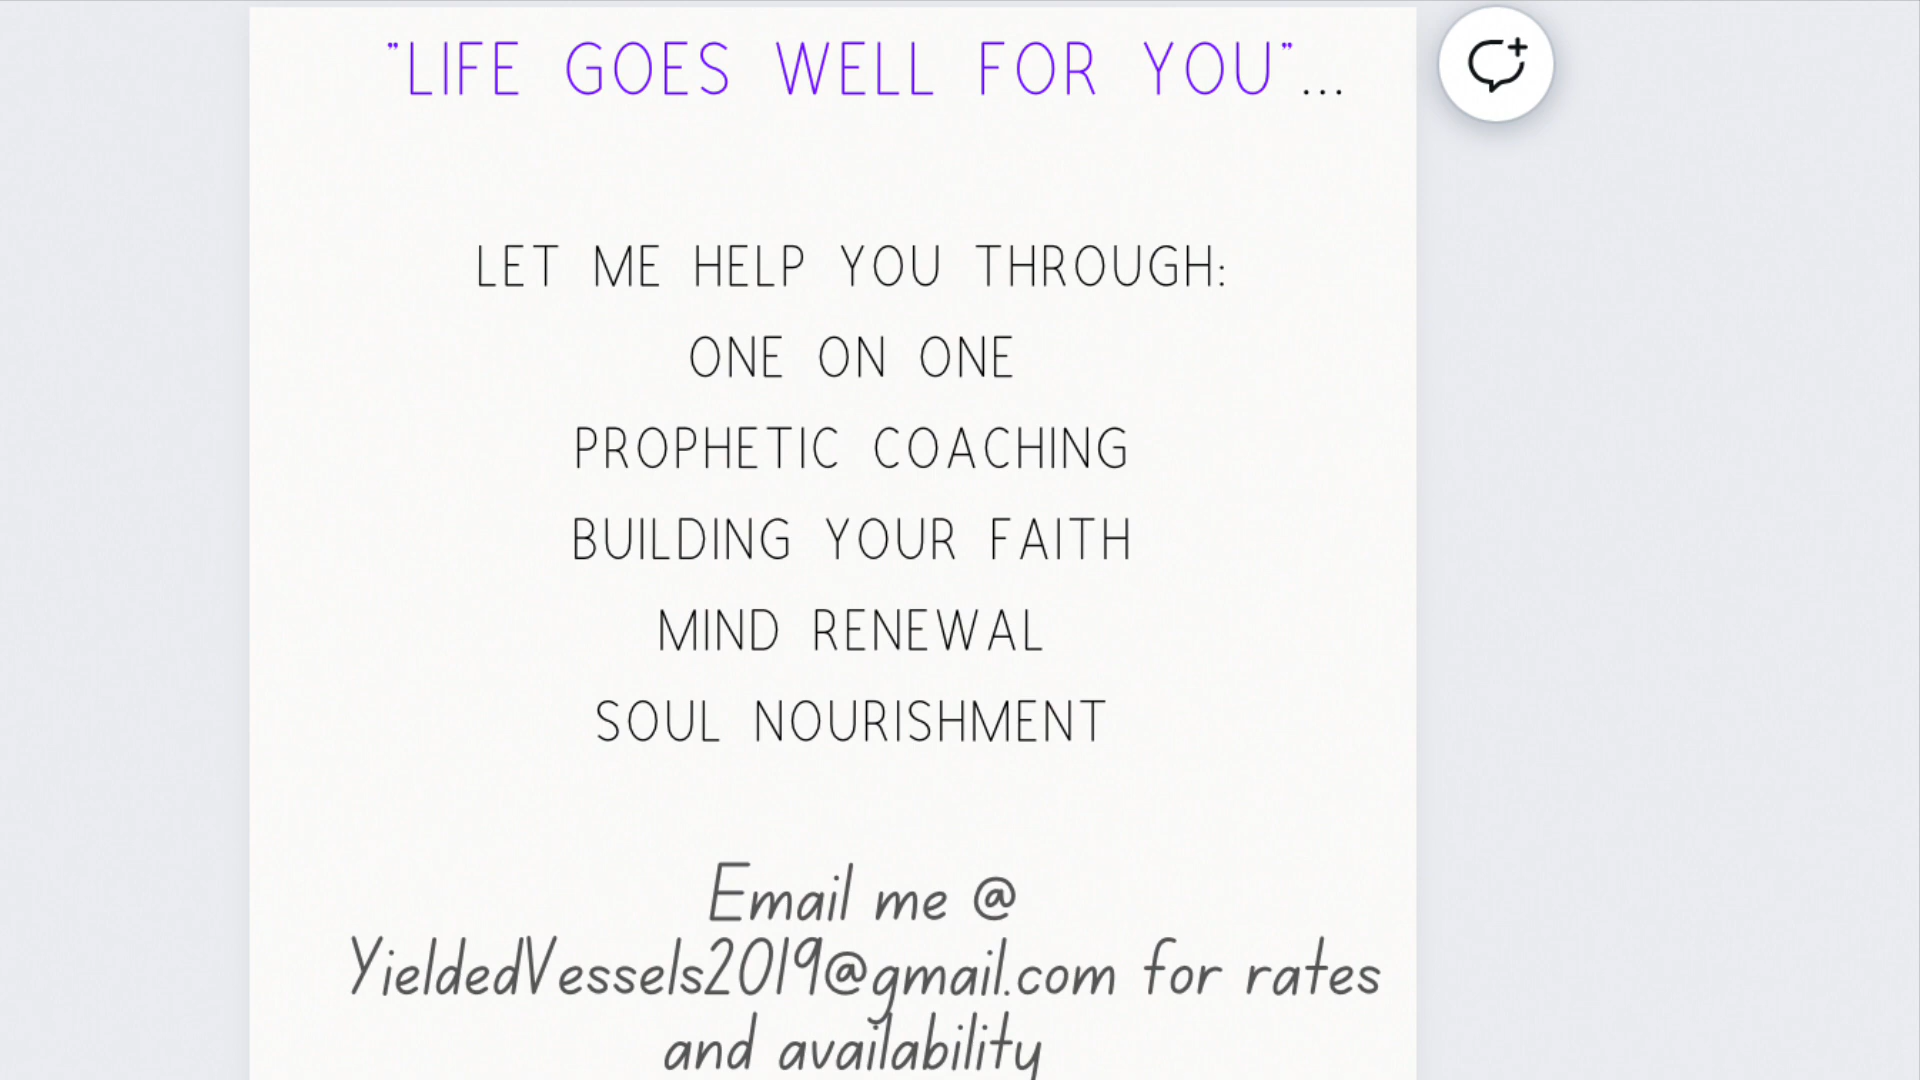 "LIFE GOES WELL FOR YOU"...
LET ME HELP YOU THROUGH:
ONE ON ONE
PROPHETIC COACHING
BUILDING YOUR FAITH
MIND RENEWAL
SOUL NOURISHMENT
Email me @
YieldedVessels2019@gmail.com for rates
and availability